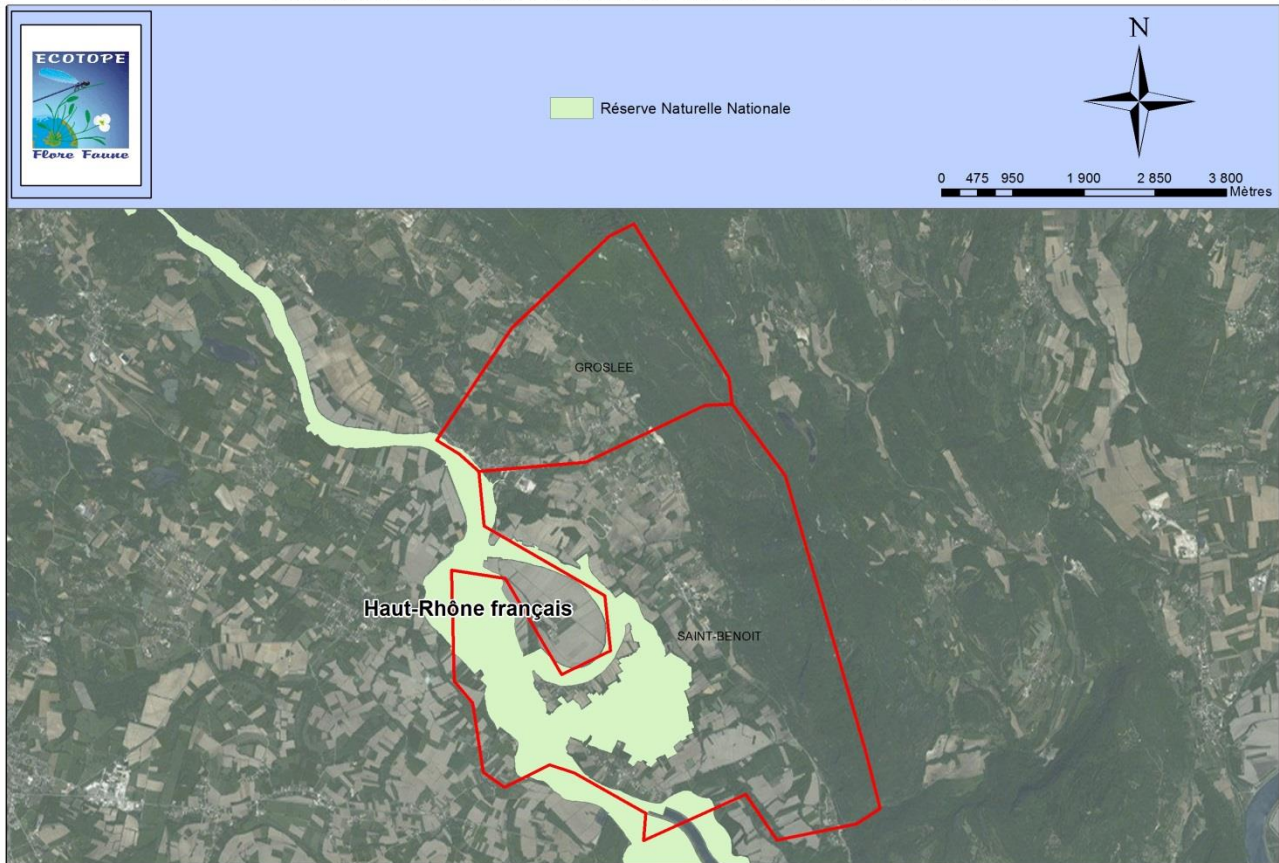 ECOTOPE
Flore Faune
Réserve Naturelle Nationale
N
0 475 950 1 900 2 850 3 800
Mètres
GROSLEE
Haut-Rhône français
SAINT-BENOIT